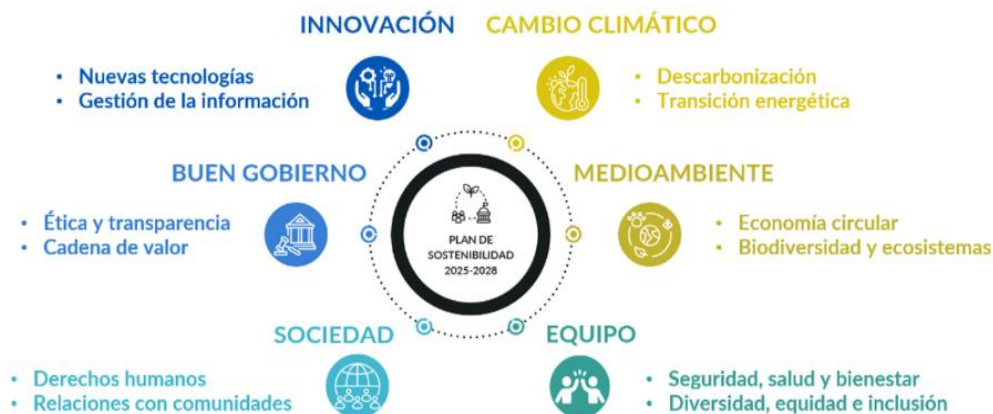 INNOVACIÓN
• Nuevas tecnologías
• Gestión de la información
CAMBIO CLIMÁTICO
• Descarbonización
• Transición energética
BUEN GOBIERNO
• Ética y transparencia
• Cadena de valor
PLAN DE
SOSTENIBILIDAD
2025-2028
MEDIOAMBIENTE
• Economía circular
• Biodiversidad y ecosistemas
SOCIEDAD
• Derechos humanos
• Relaciones con comunidades
EQUIPO
• Seguridad, salud y bienestar
• Diversidad, equidad e inclusión